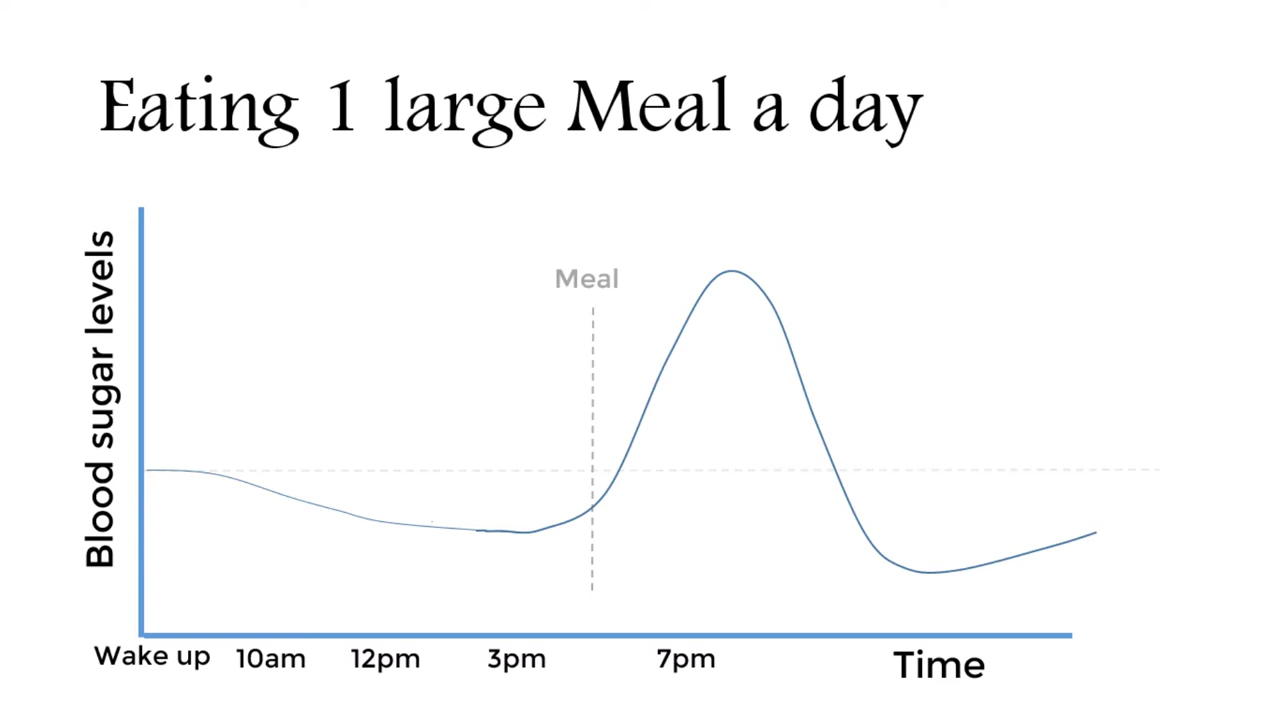 Eating 1 large Meal a day
Blood sugar levels
Meal
Wake up
10am
12pm
3pm
7pm
Time